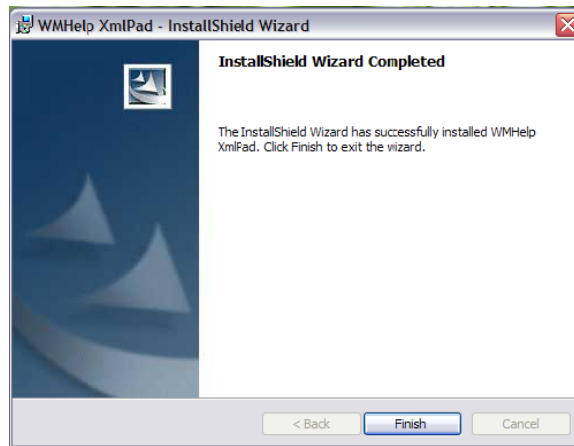 WMHelp XmlPad - InstallShield Wizard
InstallShield Wizard Completed
The InstallShield Wizard has successfully installed WMHelp
XmlPad. Click Finish to exit the wizard.
< Back
Finish
Cancel